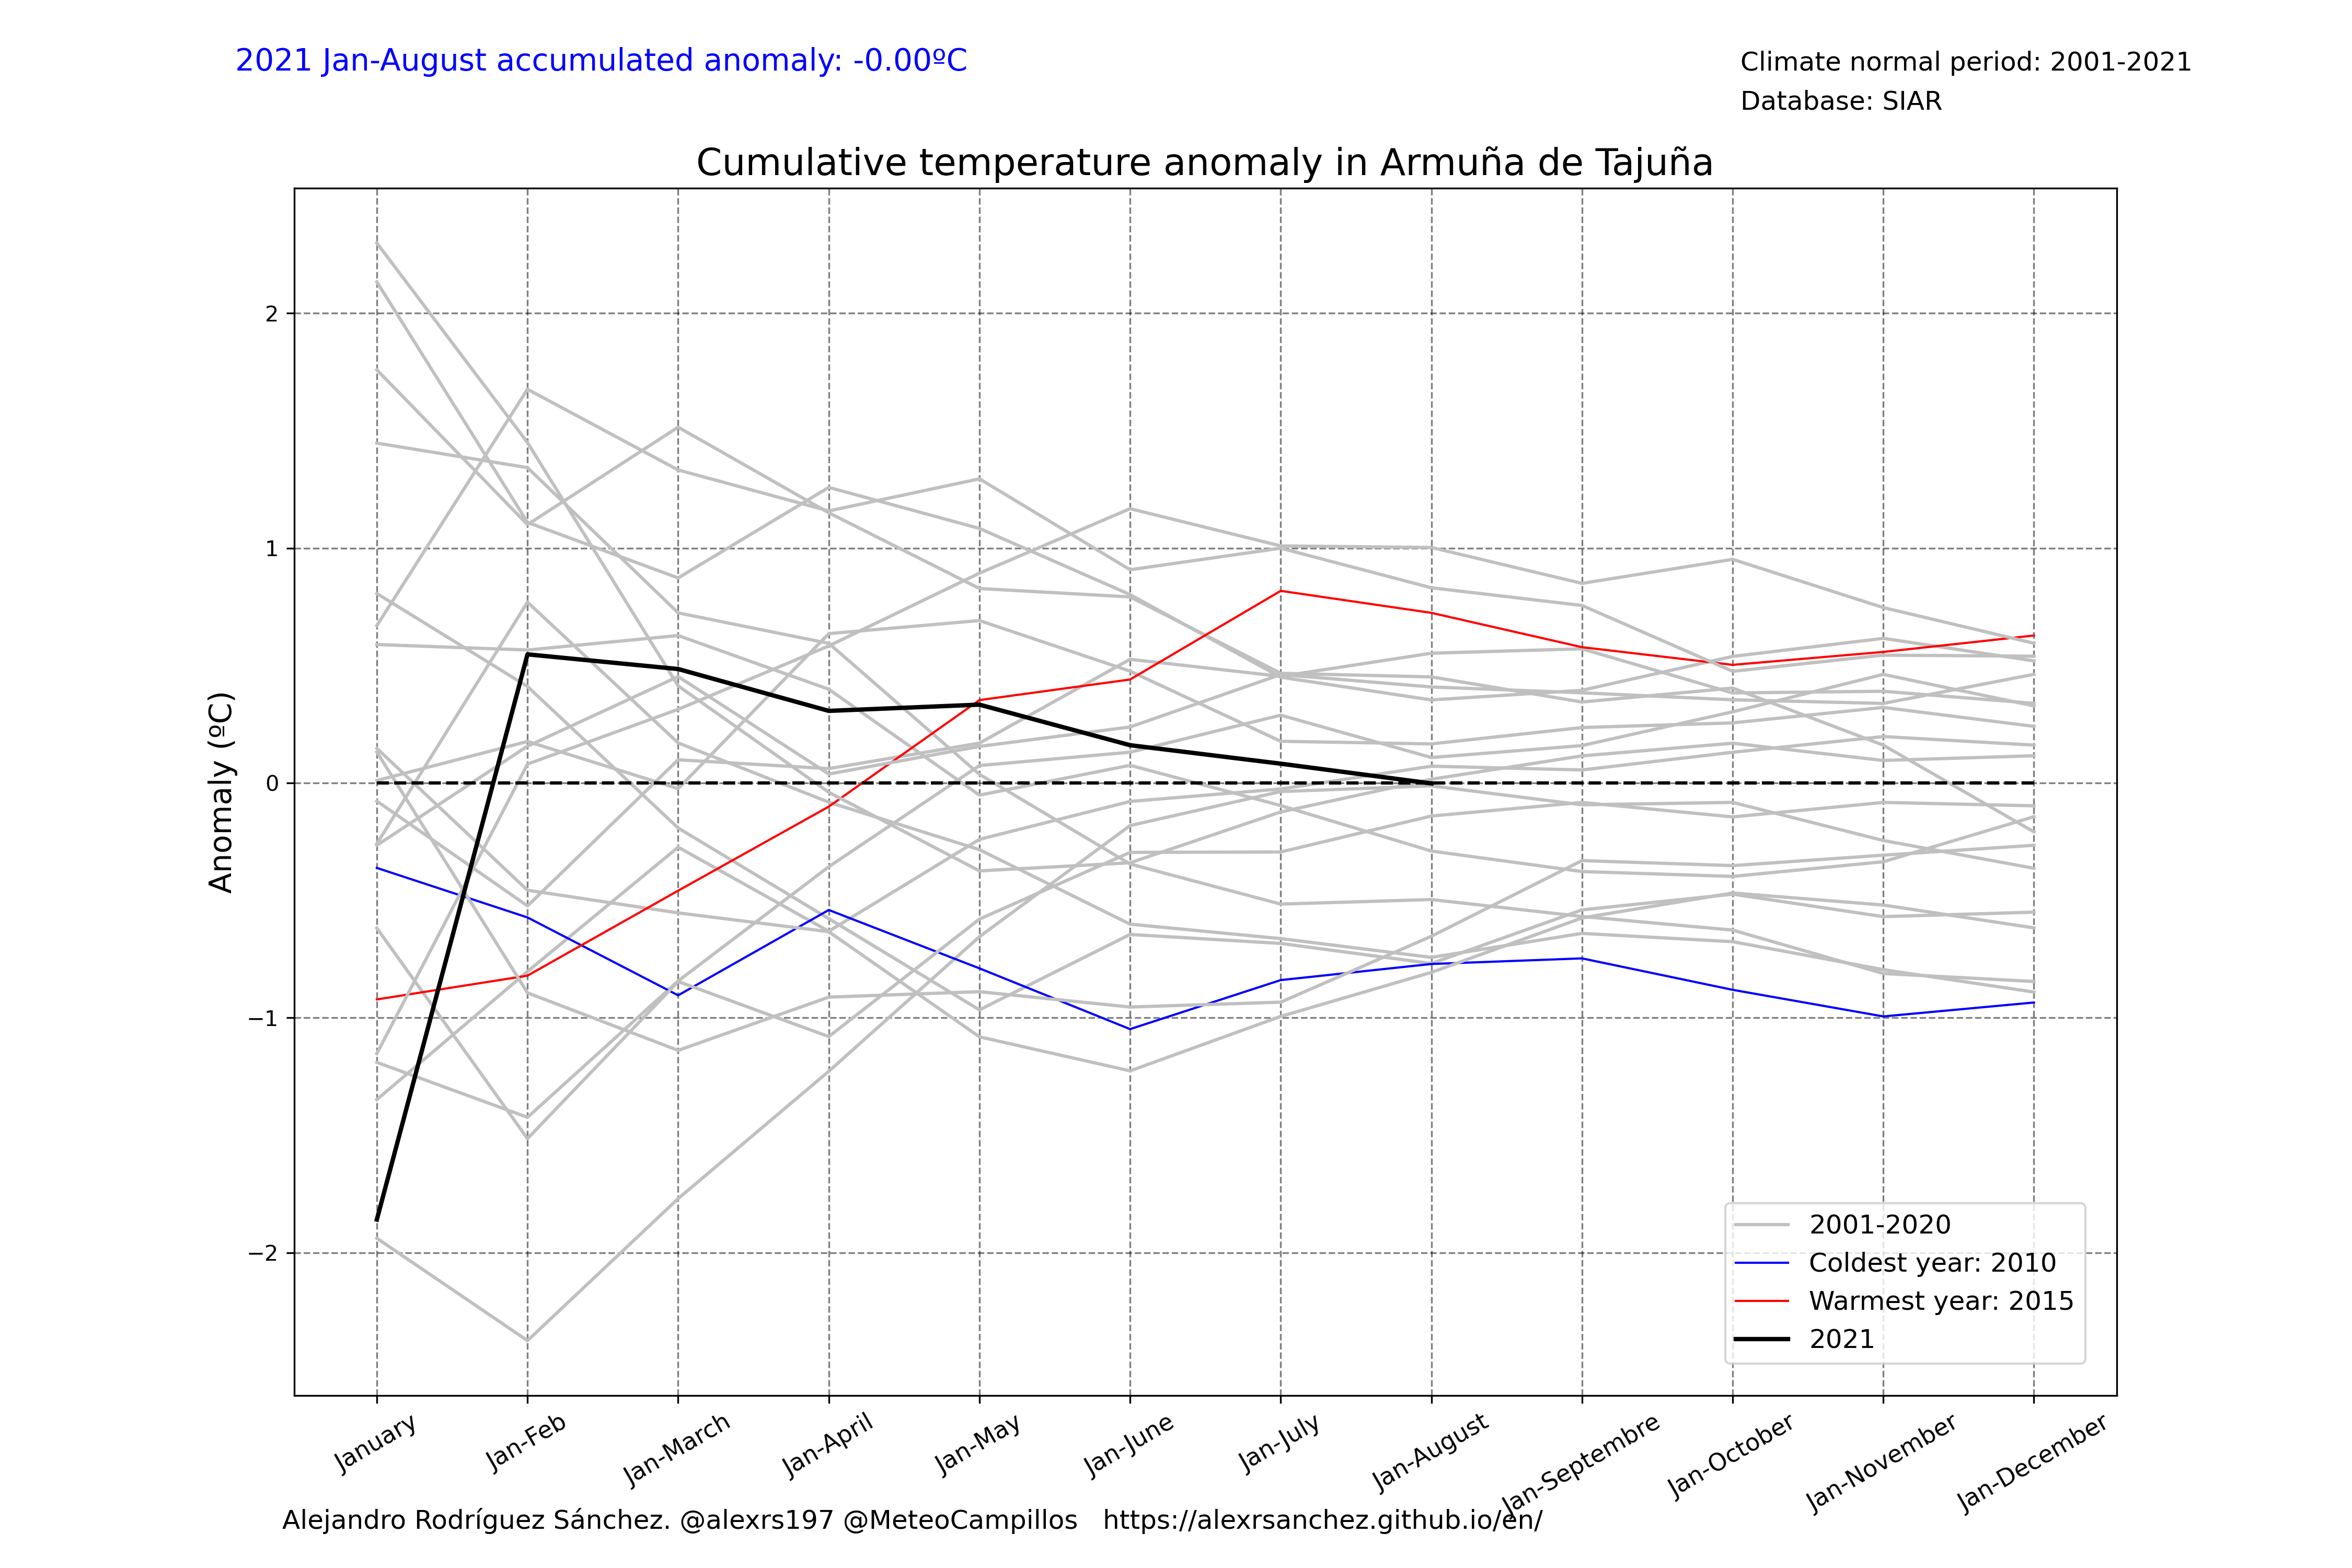 2021 Jan-August accumulated anomaly: -0.00ºC
Climate normal period: 2001-2021
Database: SIAR
Cumulative temperature anomaly in Armuña de Tajuña
Anomaly (ºC)
2
1
0
−1
−2
2001-2020
Coldest year: 2010
Warmest year: 2015
2021
January
Jan-Feb
Jan-March
Jan-April
Jan-May
Jan-June
Jan-July
Jan-August
Jan-Septembre
Jan-October
Jan-November
Jan-December
Alejandro Rodríguez Sánchez. @alexrs197 @MeteoCampillos   https://alexrsanchez.github.io/en/